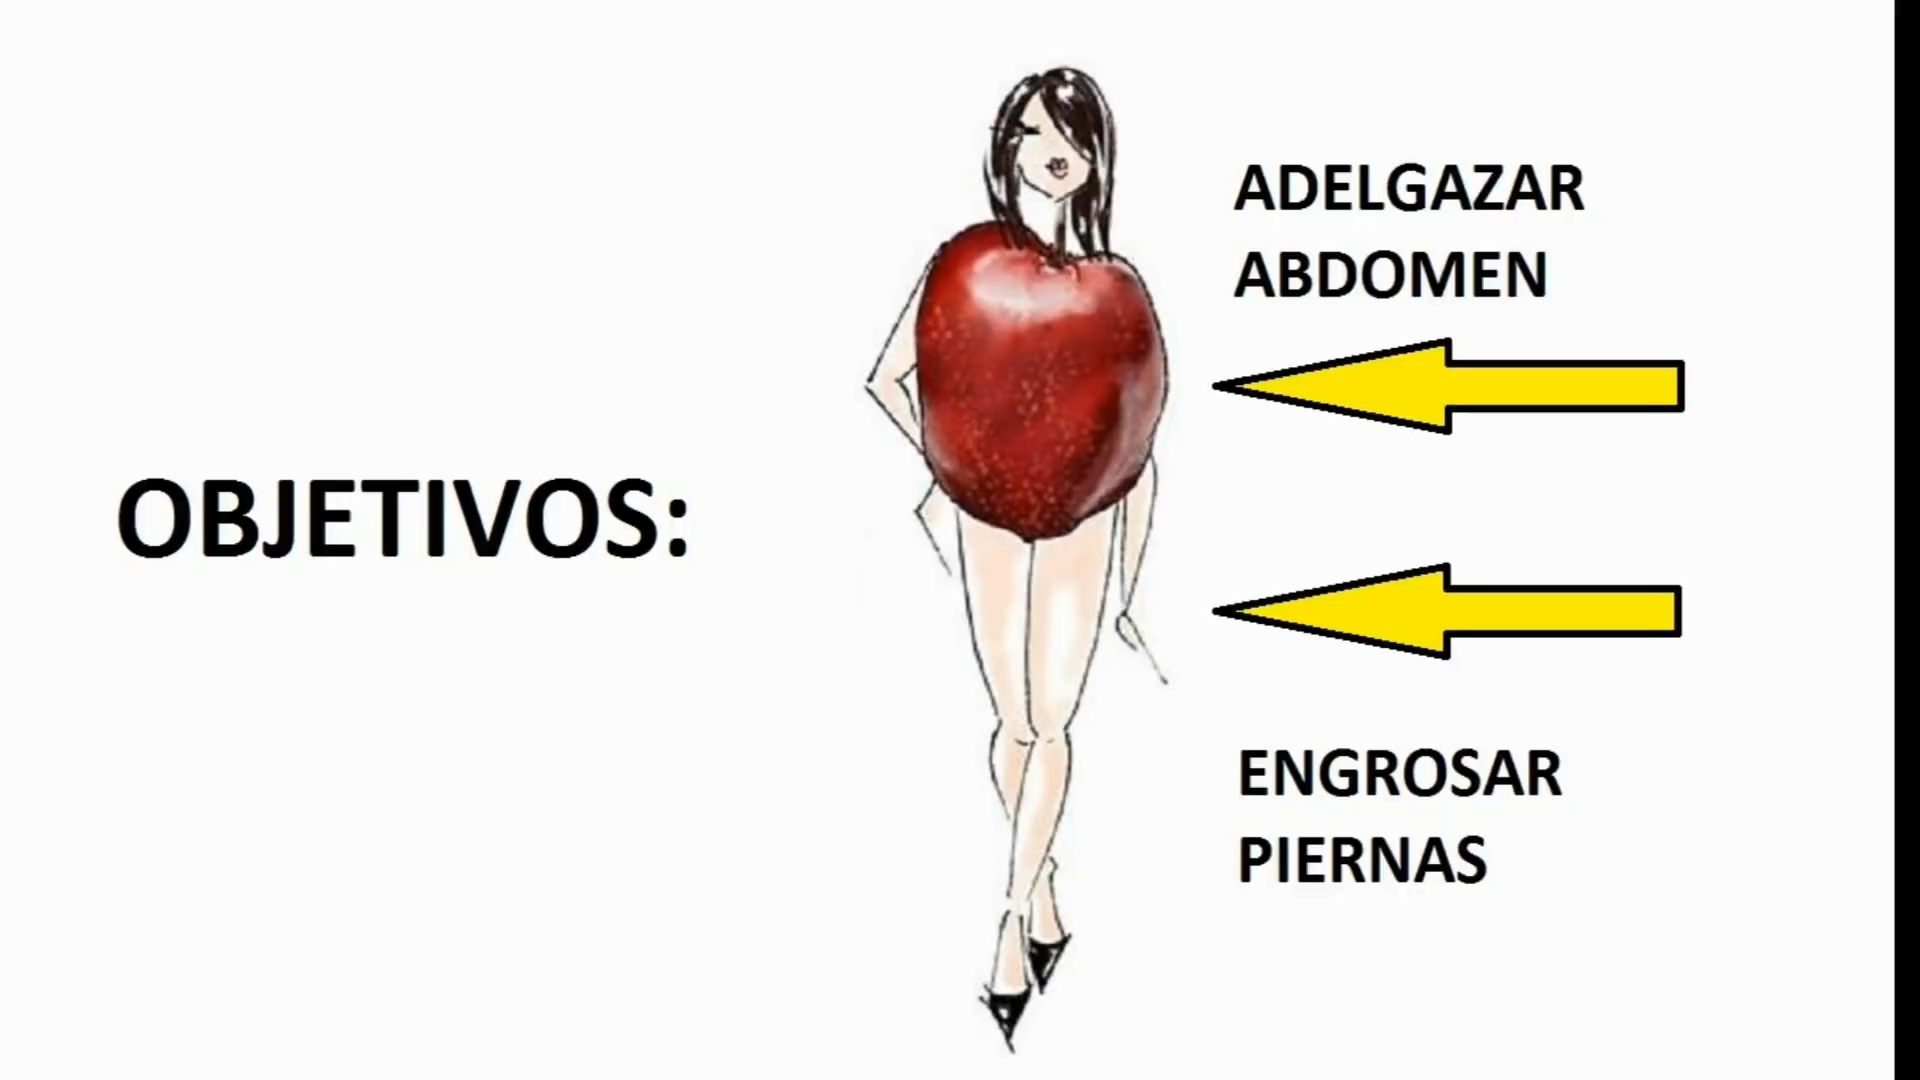 OBJETIVOS:
ADELGAZAR
ABDOMEN
ENGROSAR
PIERNAS